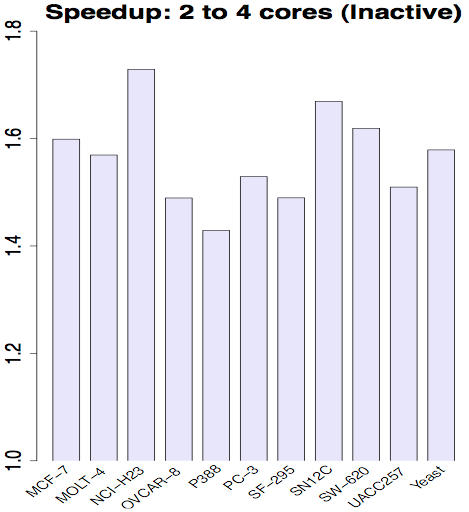 Speedup: 2 to 4 cores (Inactive)
1.8
1.6
1.4
1.2
1.0
MCF-7
MOLT-4
NCI-H23
OVCAR-8
P388
PC-3
SF-295
SN12C
SW-620
UACC257
Yeast